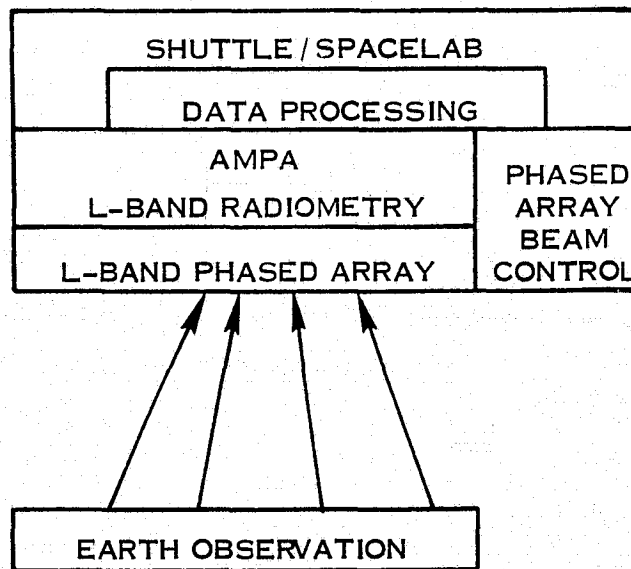 SHUTTLE / SPACELAB
DATA PROCESSING
AMPA
L-BAND RADIOMETRY
L-BAND PHASED ARRAY
PHASED
ARRAY
BEAM
CONTROL
EARTH OBSERVATION